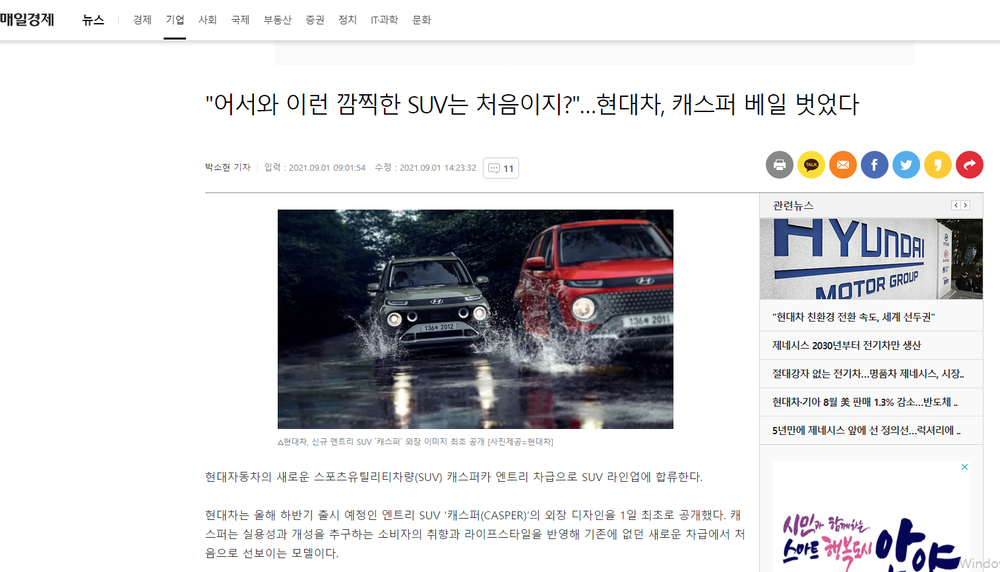 매일경제 뉴스 경제 기업 사회 국제 부동산 증권 정치 IT·과학 문화
"어서와 이런 깜찍한 SUV는 처음이지?"…현대차, 캐스퍼 베일 벗었다
박소현 기자 입력 : 2021.09.01 09:01:54 수정 : 2021.09.01 14:23:32 11
TALK
136 2012
136 2011
△현대차, 신규 엔트리 SUV `캐스퍼` 외장 이미지 최초 공개 [사진제공=현대차]
현대자동차의 새로운 스포츠유틸리티차량(SUV) 캐스퍼카 엔트리 차급으로 SUV 라인업에 합류한다.
현대차는 올해 하반기 출시 예정인 엔트리 SUV ‘캐스퍼(CASPER)’의 외장 디자인을 1일 최초로 공개했다. 캐
스퍼는 실용성과 개성을 추구하는 소비자의 취향과 라이프스타일을 반영해 기존에 없던 새로운 차급에서 처
음으로 선보이는 모델이다.
관련뉴스
HYUNDAI
MOTOR GROUP
"현대차 친환경 전환 속도, 세계 선두권"
제네시스 2030년부터 전기차만 생산
절대강자 없는 전기차…명품차 제네시스, 시장..
현대차·기아 8월 美 판매 1.3% 감소…반도체 ..
5년만에 제네시스 앞에 선 정의선…럭셔리에 ..
시민과 함께하는
스마트 행복도시 안양
Windov